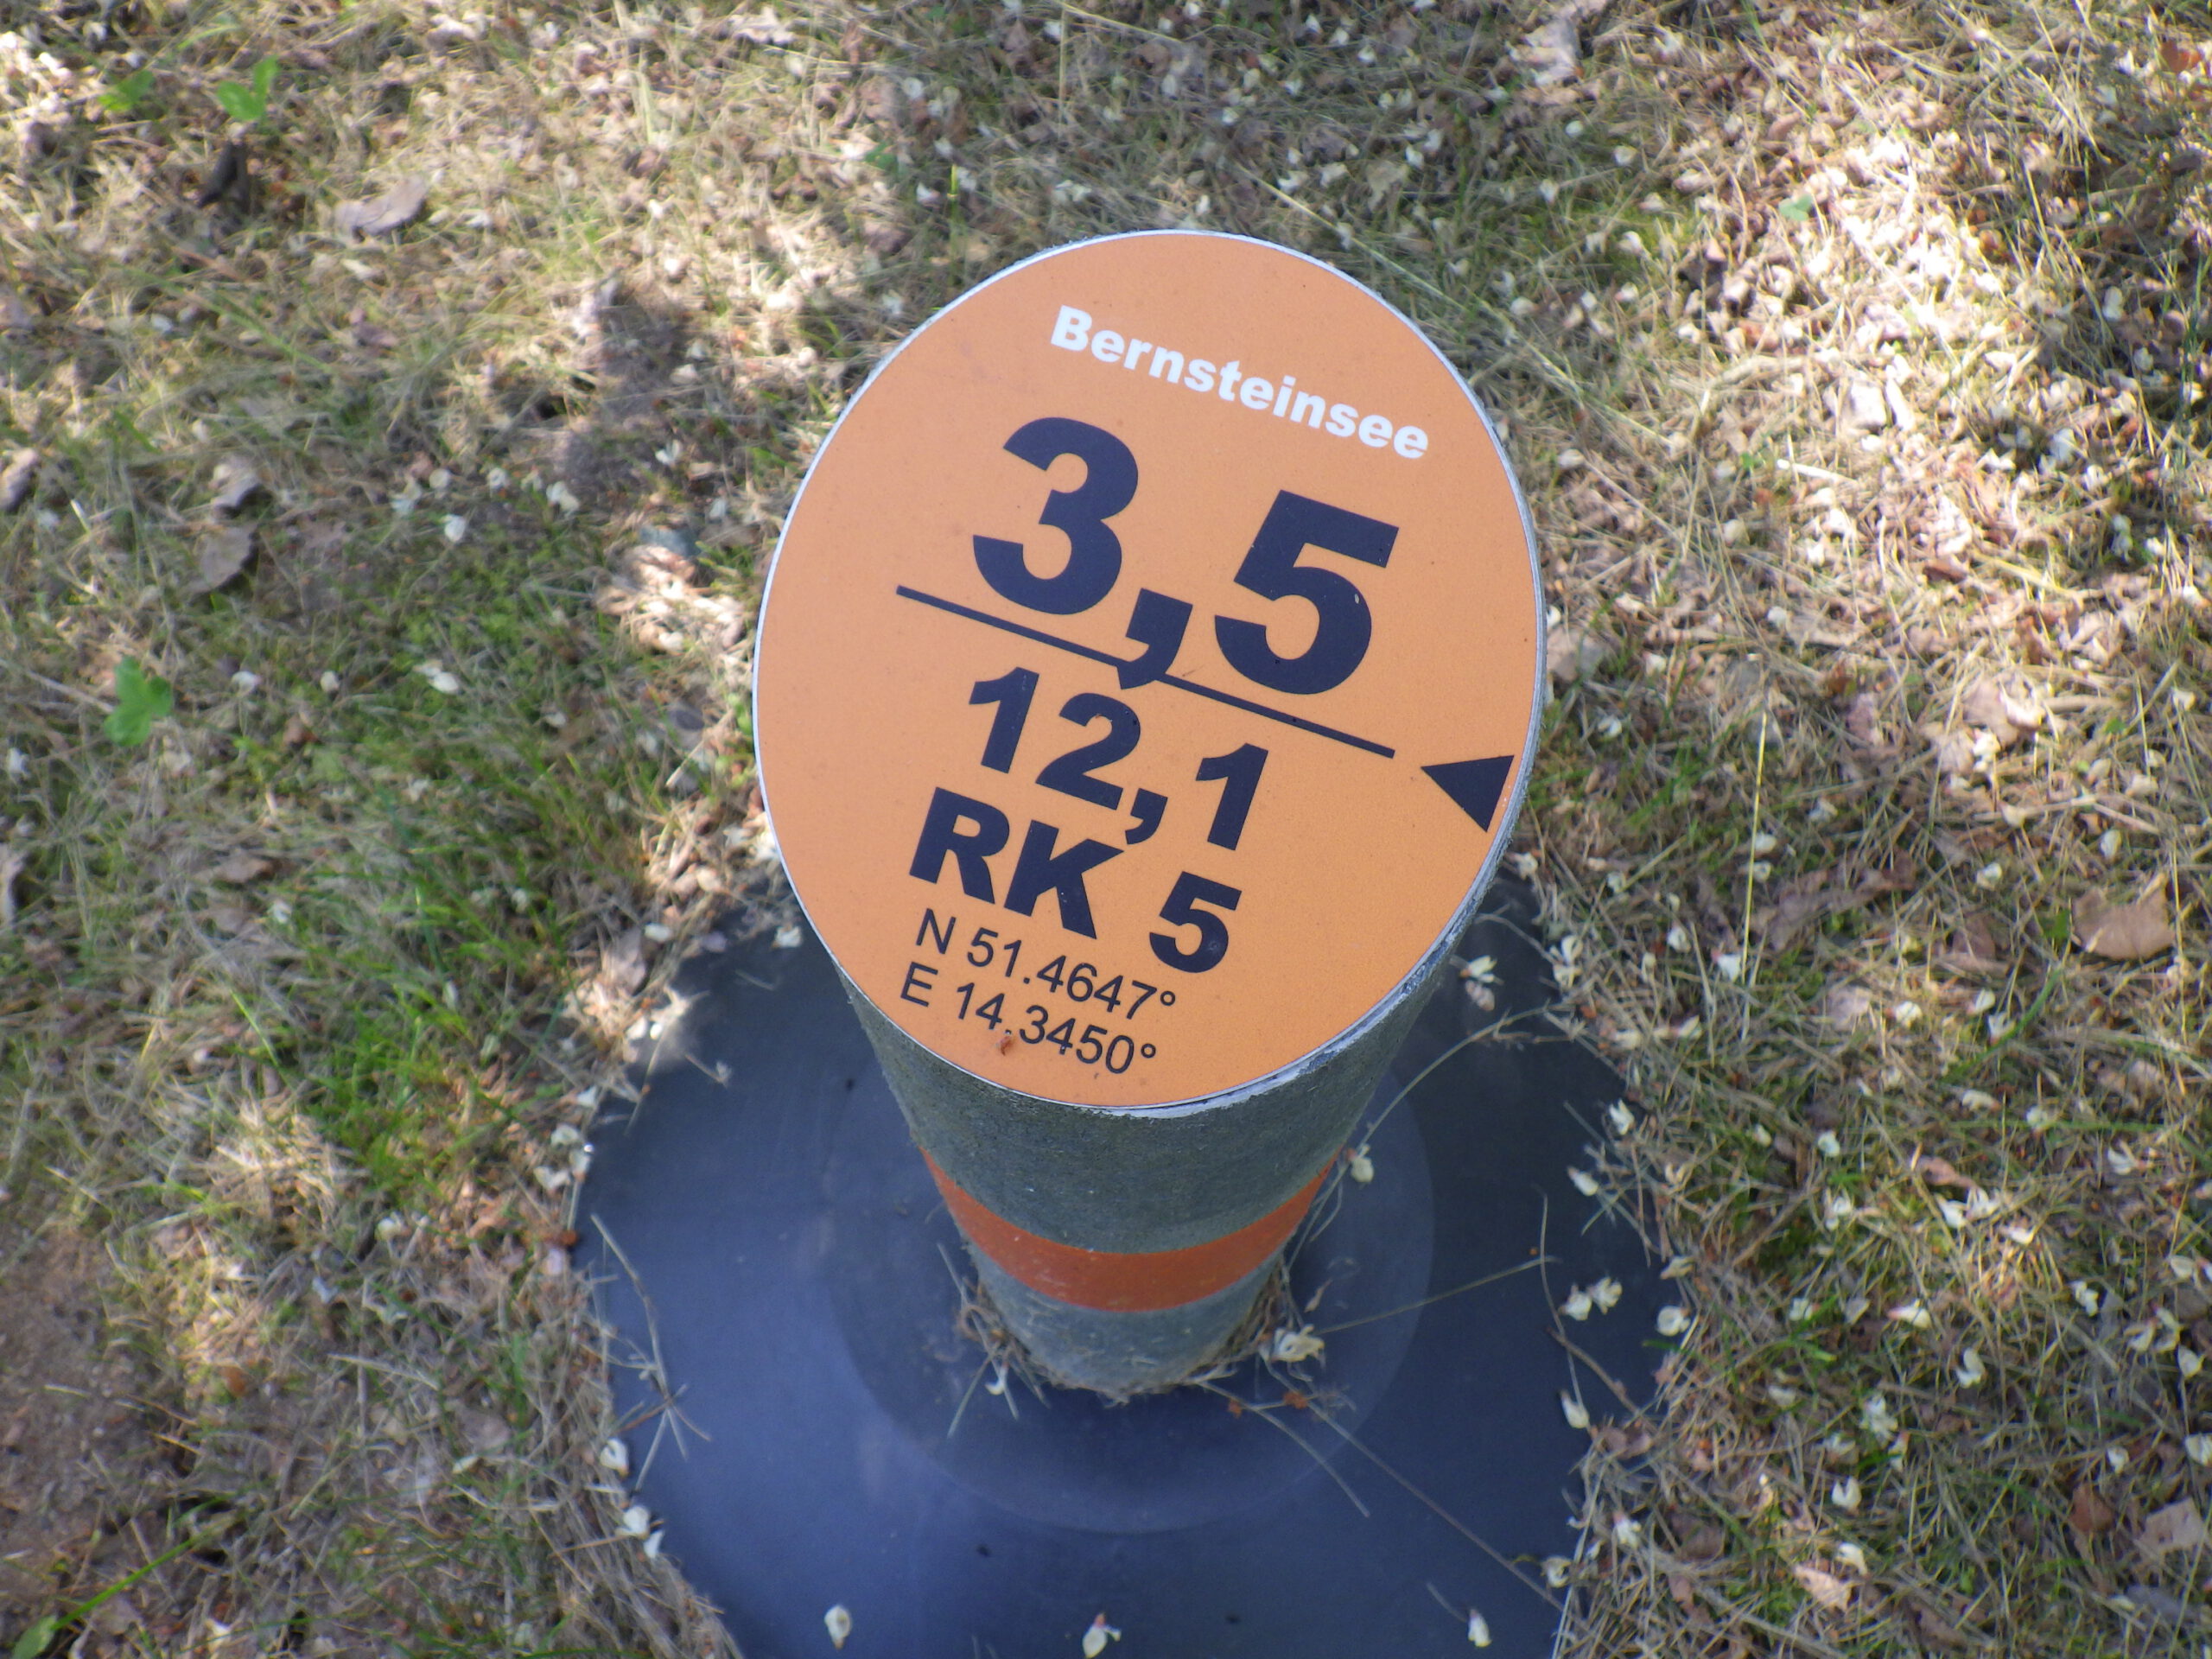 Bernsteinsee
3,5
12,1
RK 5
N 51.4647°
E 14.3450°